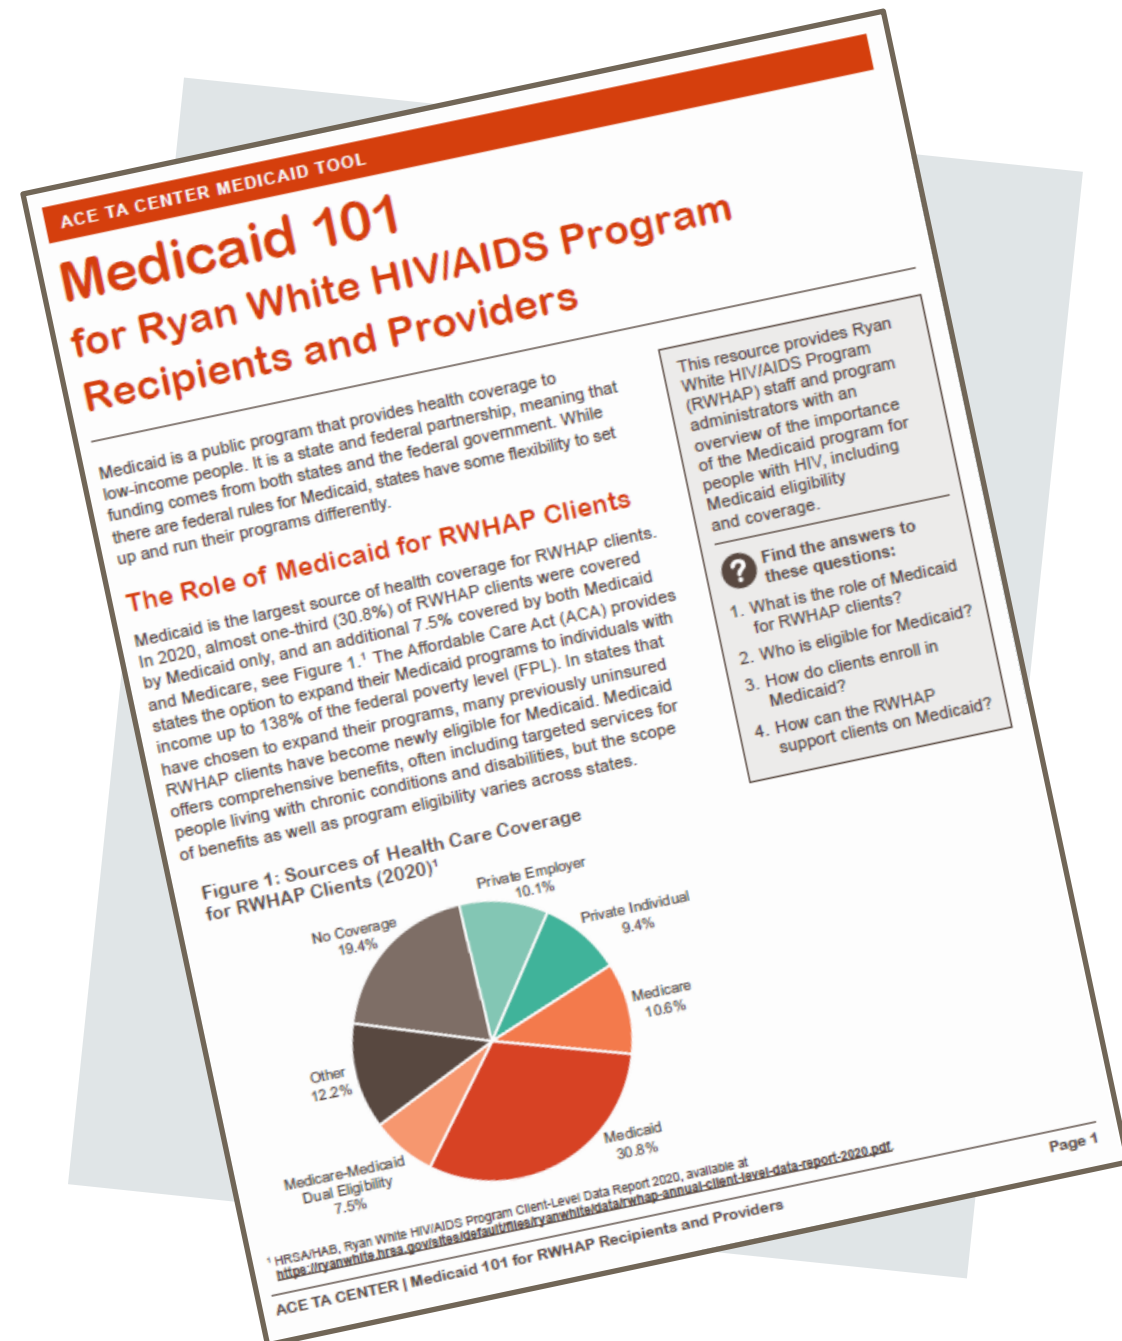 ACE TA CENTER MEDICAID TOOL
Medicaid 101
for Ryan White HIV/AIDS Program
Recipients and Providers
Medicaid is a public program that provides health coverage to
low-income people. It is a state and federal partnership, meaning that
funding comes from both states and the federal government. While
there are federal rules for Medicaid, states have some flexibility to set
up and run their programs differently.
The Role of Medicaid for RWHAP Clients
Medicaid is the largest source of health coverage for RWHAP clients.
In 2020, almost one-third (30.8%) of RWHAP clients were covered
by Medicaid only, and an additional 7.5% covered by both Medicaid
and Medicare, see Figure 1.¹ The Affordable Care Act (ACA) provides
states the option to expand their Medicaid programs to individuals with
income up to 138% of the federal poverty level (FPL). In states that
have chosen to expand their programs, many previously uninsured
RWHAP clients have become newly eligible for Medicaid. Medicaid
offers comprehensive benefits, often including targeted services for
people living with chronic conditions and disabilities, but the scope
of benefits as well as program eligibility varies across states.
This resource provides Ryan
White HIV/AIDS Program
(RWHAP) staff and program
administrators with an
overview of the importance
of the Medicaid program for
people with HIV, including
Medicaid eligibility
and coverage.
?
Find the answers to
these questions:
1. What is the role of Medicaid
for RWHAP clients?
2. Who is eligible for Medicaid?
3. How do clients enroll in
Medicaid?
4. How can the RWHAP
support clients on Medicaid?
Figure 1: Sources of Health Care Coverage
for RWHAP Clients (2020)¹
Private Employer
10.1%
Private Individual
9.4%
Medicare
10.6%
Medicaid
30.8%
Medicare-Medicaid
Dual Eligibility
7.5%
Other
12.2%
No Coverage
19.4%
¹ HRSA/HAB, Ryan White HIV/AIDS Program Client-Level Data Report 2020, available at
https://ryanwhite.hrsa.gov/sites/default/files/ryanwhite/data/rwhap-annual-client-level-data-report-2020.pdf.
ACE TA CENTER | Medicaid 101 for RWHAP Recipients and Providers
Page 1